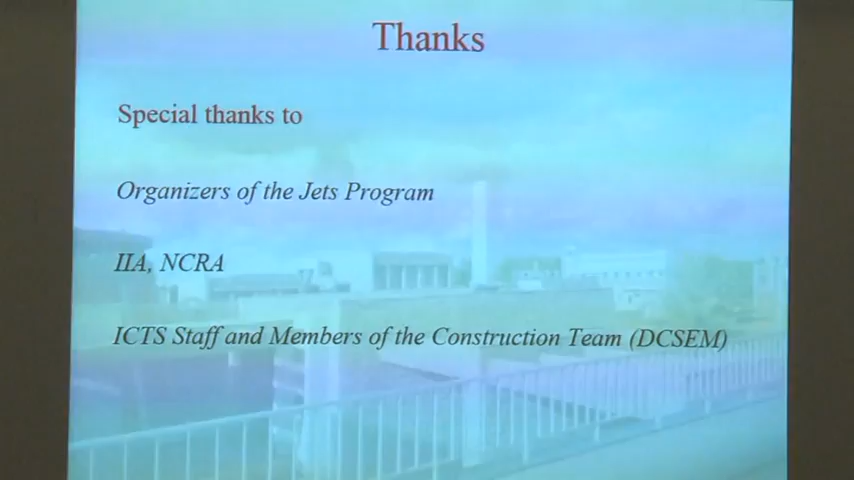 Thanks
Special thanks to
Organizers of the Jets Program
IIA, NCRA
ICTS Staff and Members of the Construction Team (DCSEM)